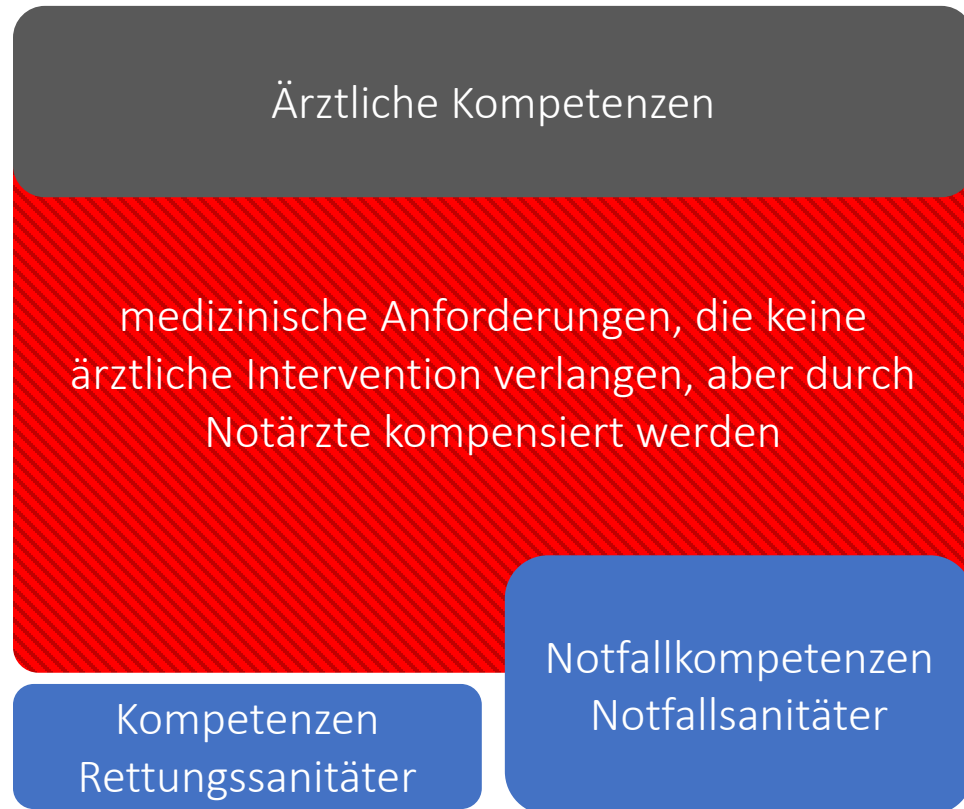 Ärztliche Kompetenzen
medizinische Anforderungen, die keine
ärztliche Intervention verlangen, aber durch
Notärzte kompensiert werden
Notfallkompetenzen
Notfallsanitäter
Kompetenzen
Rettungssanitäter